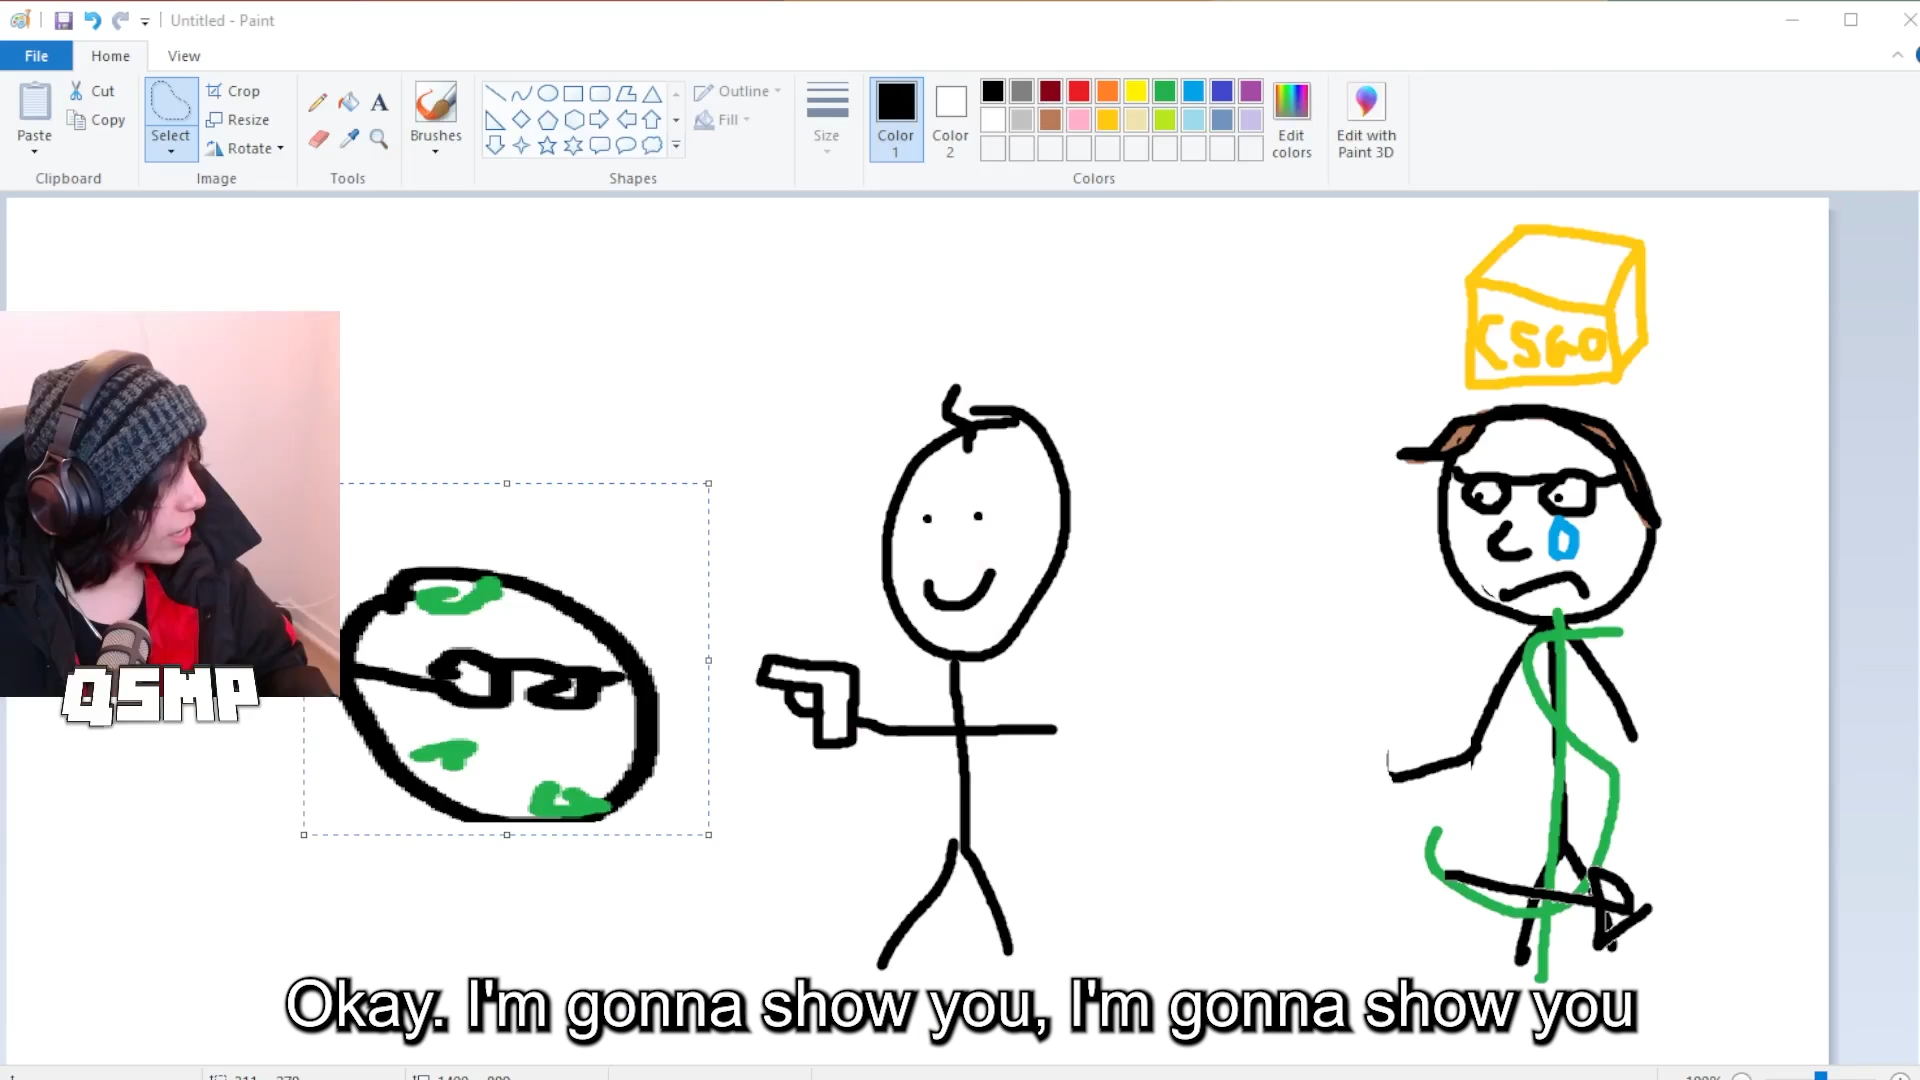 Untitled - Paint
File Home View
Paste
Cut
Copy
Clipboard
Select
Crop
Resize
Rotate
Image
A
Tools
Brushes
Shapes
Outline
Fill
Size
Color 1
Color 2
Edit colors
Colors
Edit with Paint 3D
CSGO
QSMP
Okay. I'm gonna show you, I'm gonna show you